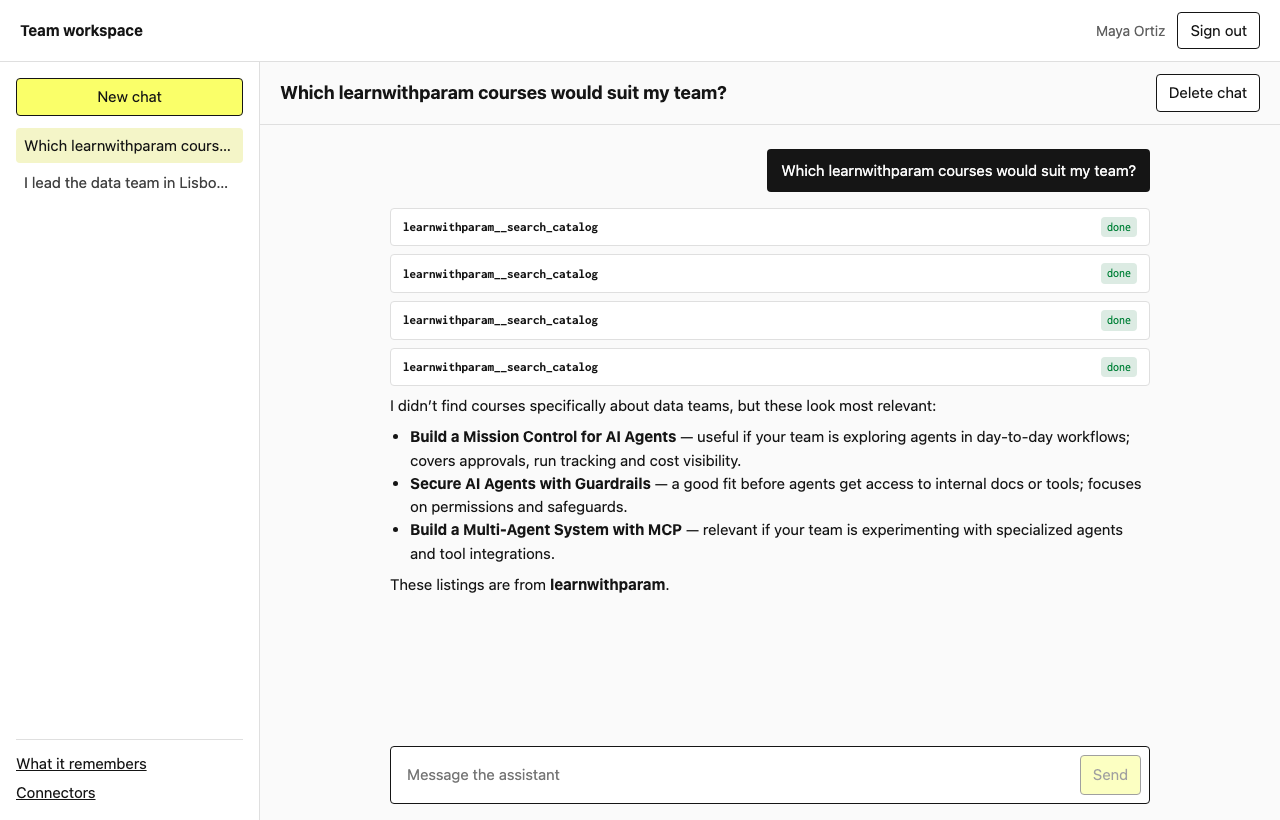 Team workspace
Maya Ortiz
Sign out
New chat
Which learnwithparam cours...
I lead the data team in Lisbo...
What it remembers
Connectors
Which learnwithparam courses would suit my team?
Delete chat
Which learnwithparam courses would suit my team?
learnwithparam__search_catalog
done
learnwithparam__search_catalog
done
learnwithparam__search_catalog
done
learnwithparam__search_catalog
done
I didn’t find courses specifically about data teams, but these look most relevant:
• Build a Mission Control for AI Agents — useful if your team is exploring agents in day-to-day workflows;
covers approvals, run tracking and cost visibility.
• Secure AI Agents with Guardrails — a good fit before agents get access to internal docs or tools; focuses
on permissions and safeguards.
• Build a Multi-Agent System with MCP — relevant if your team is experimenting with specialized agents
and tool integrations.
These listings are from learnwithparam.
Message the assistant
Send